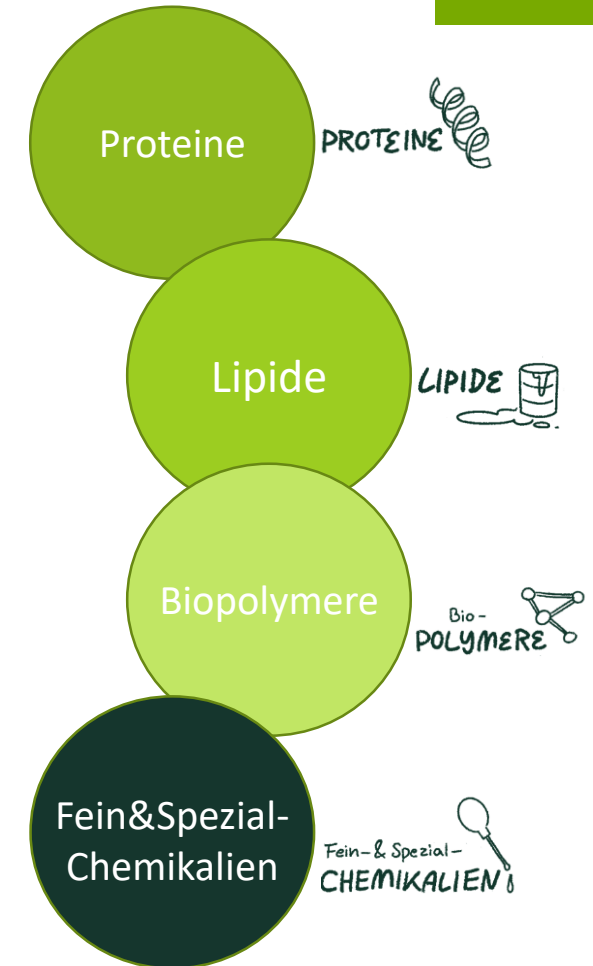 Proteine
PROTEINE
Lipide
LIPIDE
Biopolymere
Bio-
POLYMERE
Fein&Spezial-
Chemikalien
Fein-& Spezial-
CHEMIKALIEN